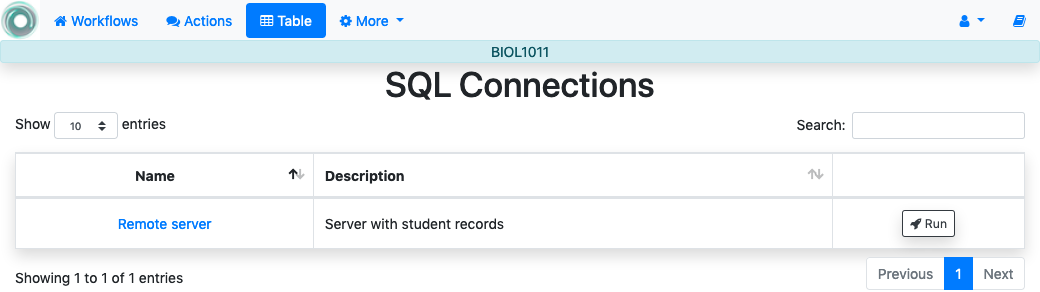 Workflows Actions Table More
BIOL1011
SQL Connections
Show 10 entries Search:
Name Description
Remote server Server with student records Run
Showing 1 to 1 of 1 entries Previous 1 Next